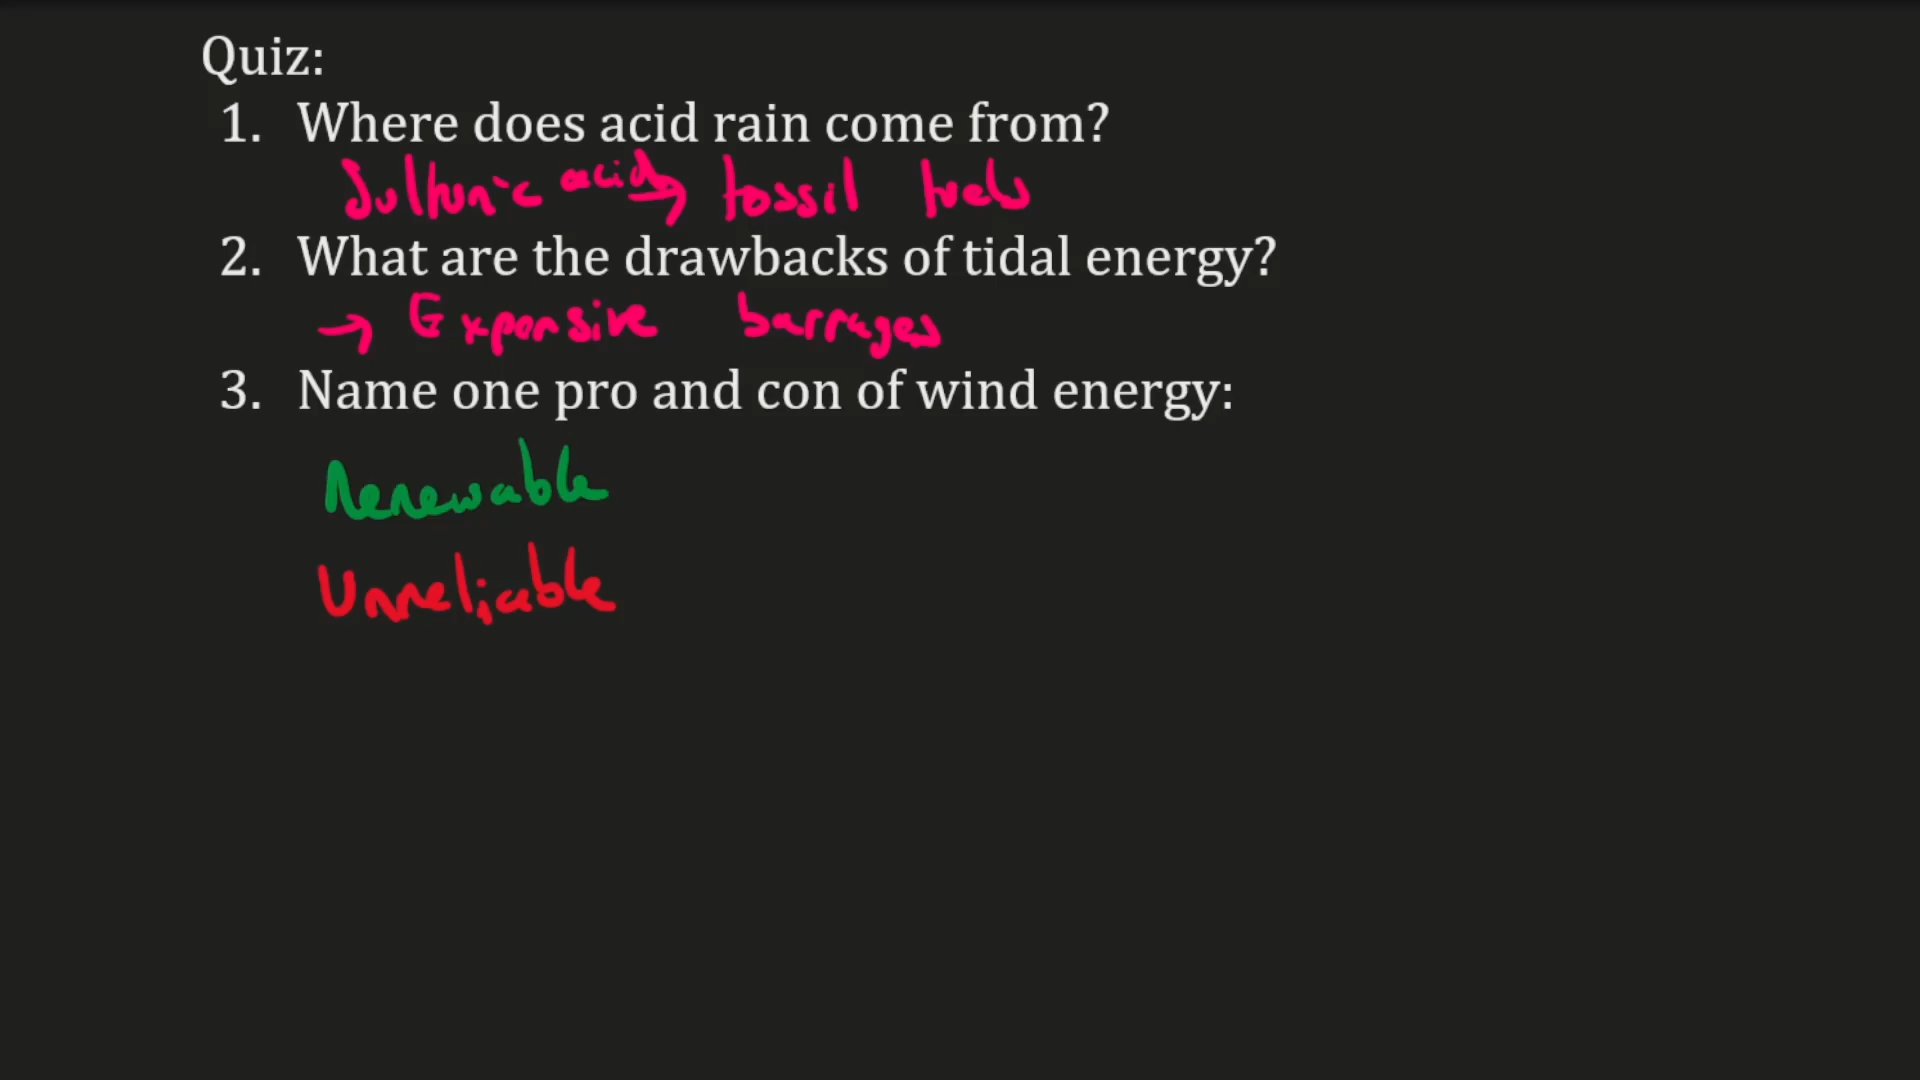 Quiz:
1. Where does acid rain come from?
Sulfuric acid → fossil fuels
2. What are the drawbacks of tidal energy?
→ Expensive barrages
3. Name one pro and con of wind energy:
Renewable
Unreliable